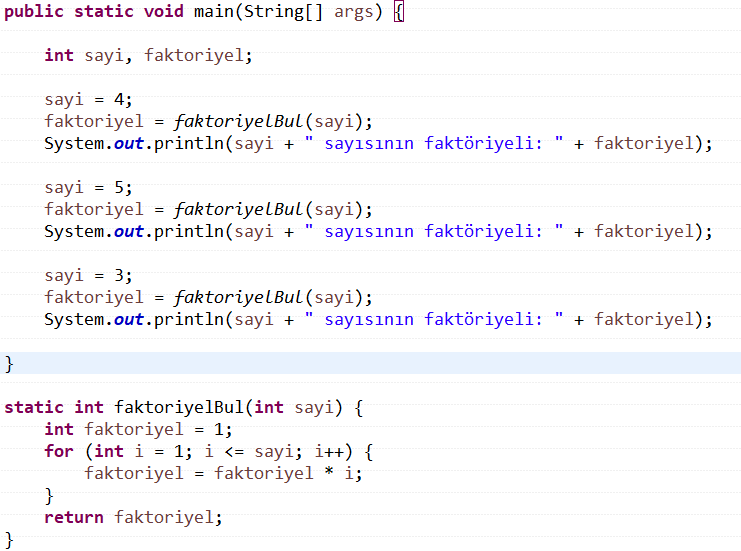 public static void main(String[] args) {
int sayi, faktoriyel;
sayi = 4;
faktoriyel = faktoriyelBul(sayi);
System.out.println(sayi + " sayısının faktöriyeli: " + faktoriyel);
sayi = 5;
faktoriyel = faktoriyelBul(sayi);
System.out.println(sayi + " sayısının faktöriyeli: " + faktoriyel);
sayi = 3;
faktoriyel = faktoriyelBul(sayi);
System.out.println(sayi + " sayısının faktöriyeli: " + faktoriyel);
}
static int faktoriyelBul(int sayi) {
int faktoriyel = 1;
for (int i = 1; i <= sayi; i++) {
faktoriyel = faktoriyel * i;
}
return faktoriyel;
}